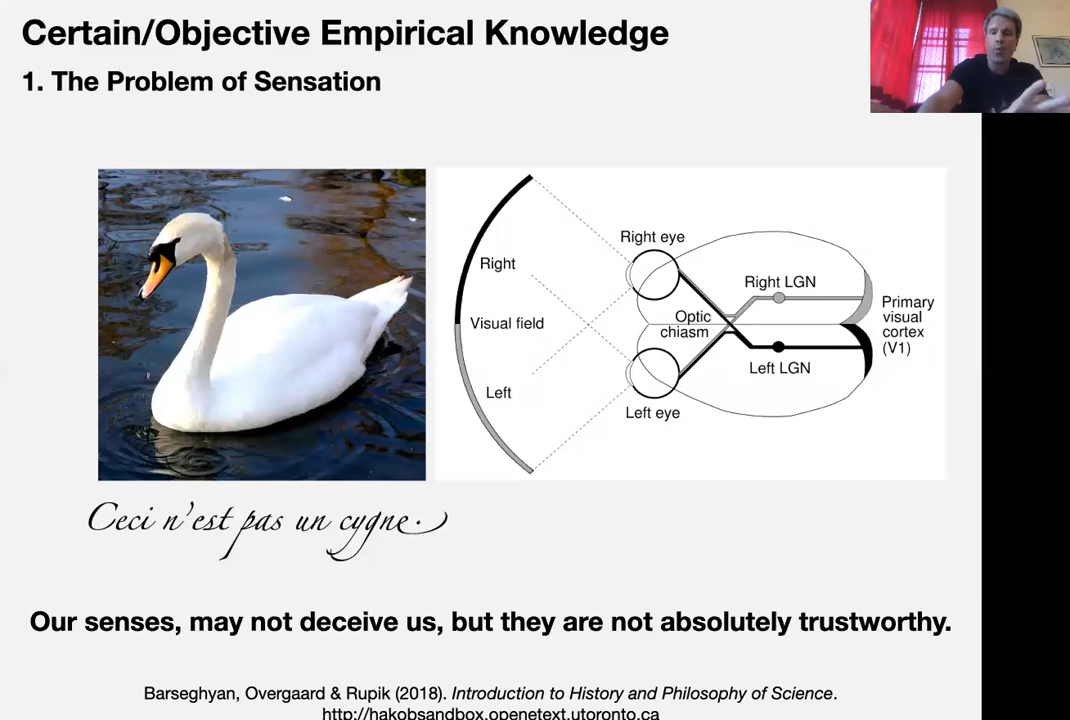 Certain/Objective Empirical Knowledge
1. The Problem of Sensation
Right
Visual field
Left
Right eye
Optic
chiasm
Left eye
Right LGN
Left LGN
Primary
visual
cortex
(V1)
Ceci n'est pas un cygne.
Our senses, may not deceive us, but they are not absolutely trustworthy.
Barseghyan, Overgaard & Rupik (2018). Introduction to History and Philosophy of Science.
http://hakobsandbox.openetext.utoronto.ca